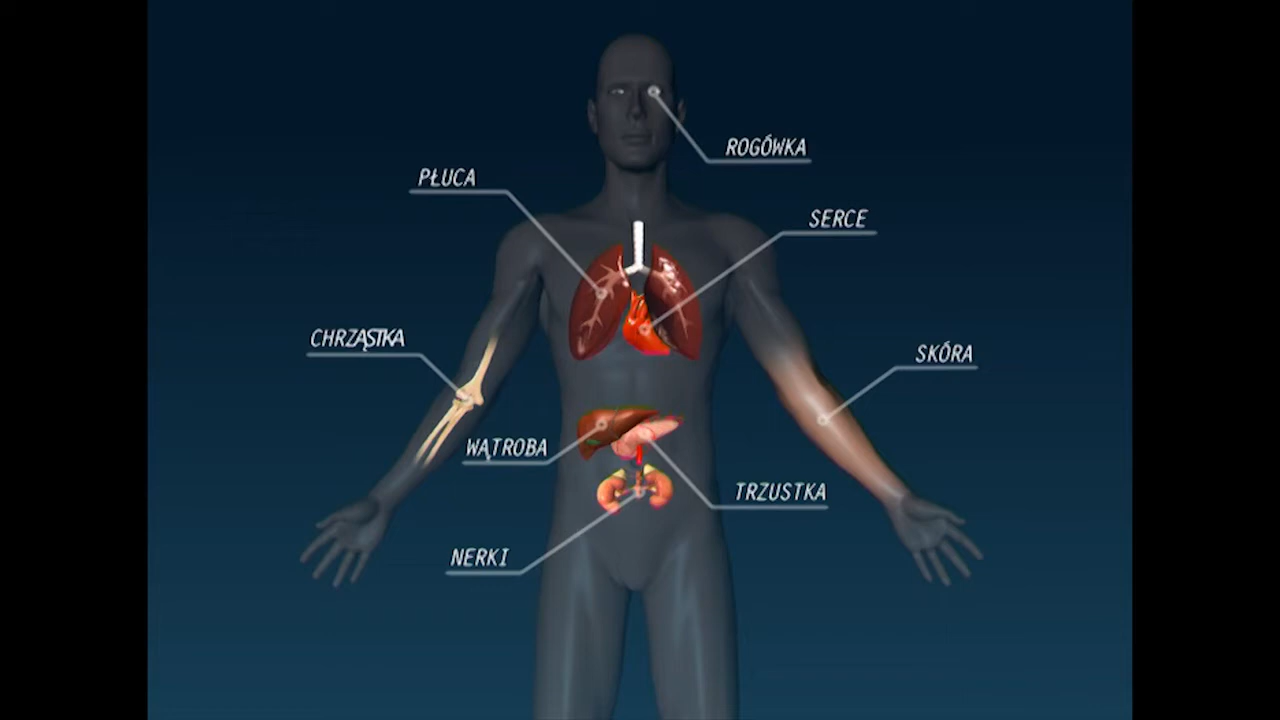 ROGÓWKA
PŁUCA
SERCE
CHRZĄSTKA
SKÓRA
WĄTROBA
TRZUSTKA
NERKI